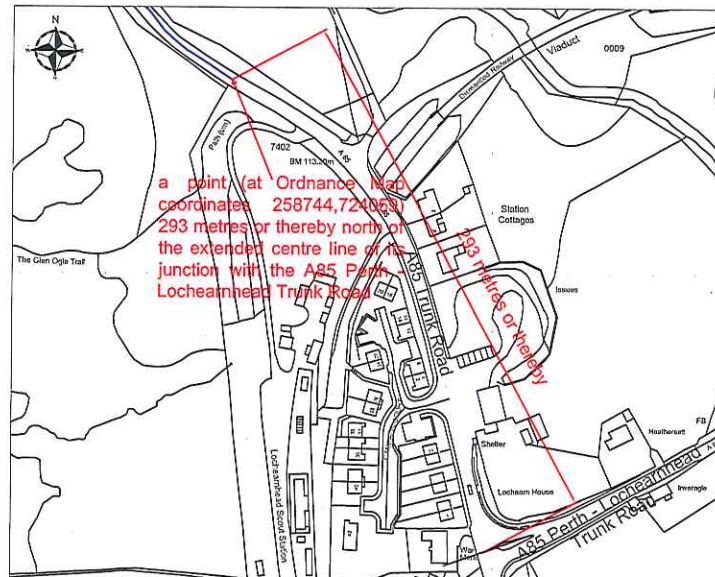 N
Viaduct
0009
Dismantled Railway
Path (um)
7402
BM 113.20m
A 85
a point (at Ordnance Map
coordinates 258744,724059)
293 metres or thereby north of
the extended centre line of its
junction with the A85 Perth -
Lochearnhead Trunk Road
Station
Cottages
The Glen Ogle Trail
Issues
A85 Trunk Road
293 metres or thereby
Shelter
Heathersett
FB
Lochearn House
Inveragle
Lochearnhead Scout Station
War
Meml
A85 Perth - Lochearnhead
Trunk Road